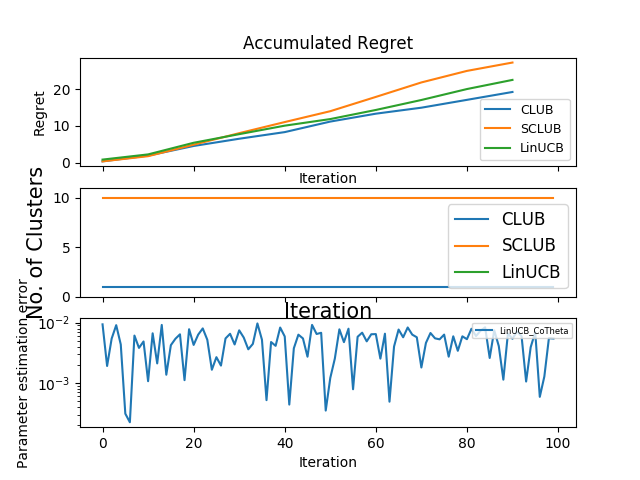 Accumulated Regret
Regret
20
10
0
CLUB
SCLUB
LinUCB
Iteration
No. of Clusters
10
5
0
CLUB
SCLUB
LinUCB
Iteration
Parameter estimation error
10⁻²
10⁻³
LinUCB_CoTheta
0
20
40
60
80
100
Iteration